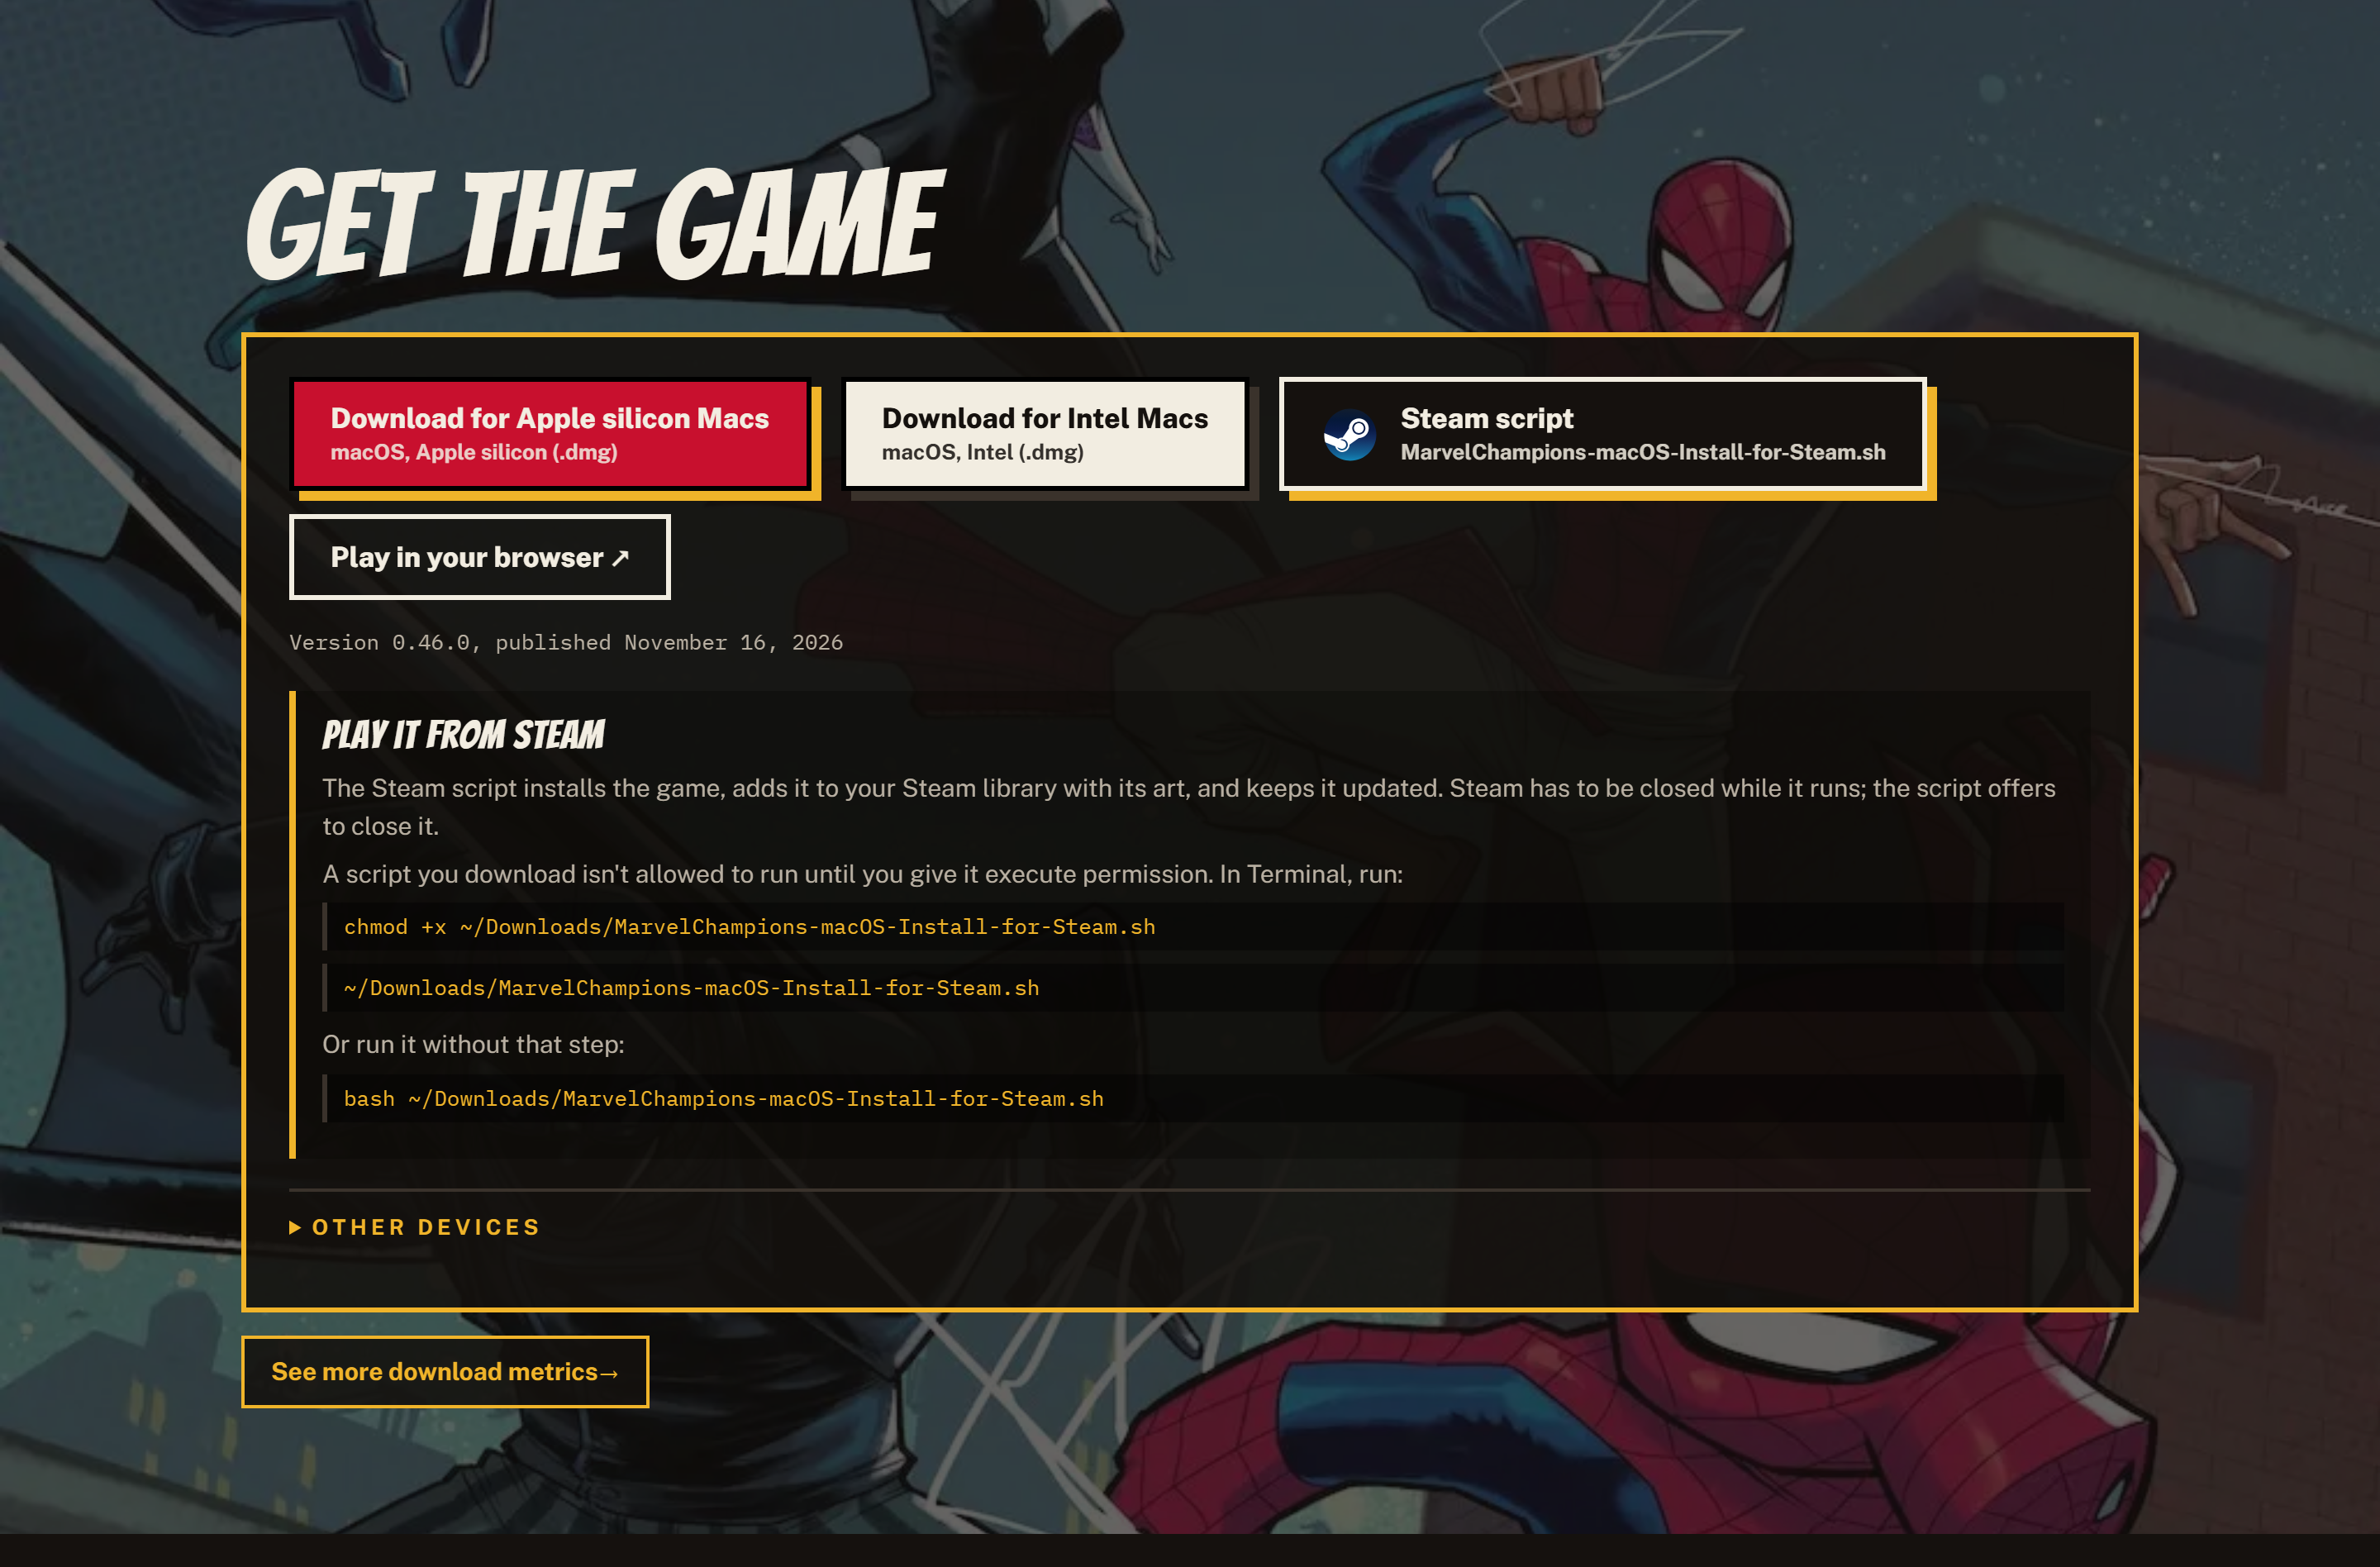 GET THE GAME
Download for Apple silicon Macs
macOS, Apple silicon (.dmg)
Download for Intel Macs
macOS, Intel (.dmg)
Steam script
MarvelChampions-macOS-Install-for-Steam.sh
Play in your browser ↗
Version 0.46.0, published November 16, 2026
PLAY IT FROM STEAM
The Steam script installs the game, adds it to your Steam library with its art, and keeps it updated. Steam has to be closed while it runs; the script offers
to close it.
A script you download isn't allowed to run until you give it execute permission. In Terminal, run:
chmod +x ~/Downloads/MarvelChampions-macOS-Install-for-Steam.sh
~/Downloads/MarvelChampions-macOS-Install-for-Steam.sh
Or run it without that step:
bash ~/Downloads/MarvelChampions-macOS-Install-for-Steam.sh
▶ OTHER DEVICES
See more download metrics→